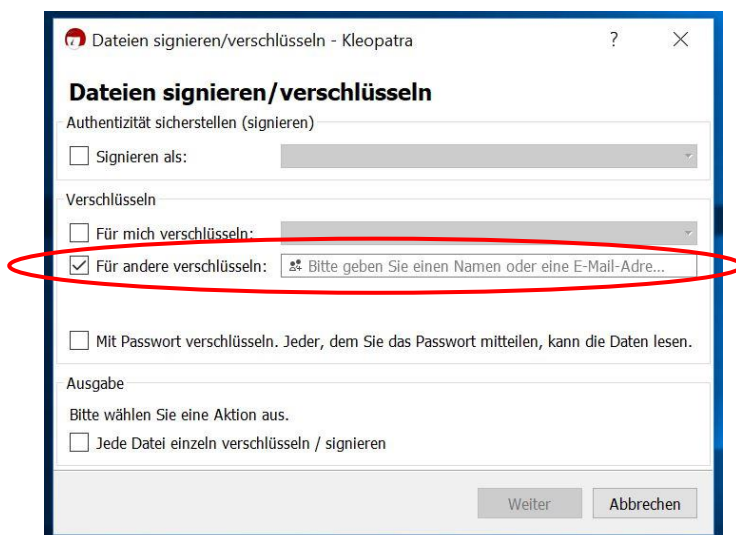 Dateien signieren/verschlüsseln - Kleopatra
Dateien signieren/verschlüsseln
Authentizität sicherstellen (signieren)
Signieren als:
Verschlüsseln
Für mich verschlüsseln:
Für andere verschlüsseln: Bitte geben Sie einen Namen oder eine E-Mail-Adre...
Mit Passwort verschlüsseln. Jeder, dem Sie das Passwort mitteilen, kann die Daten lesen.
Ausgabe
Bitte wählen Sie eine Aktion aus.
Jede Datei einzeln verschlüsseln / signieren
Weiter Abbrechen